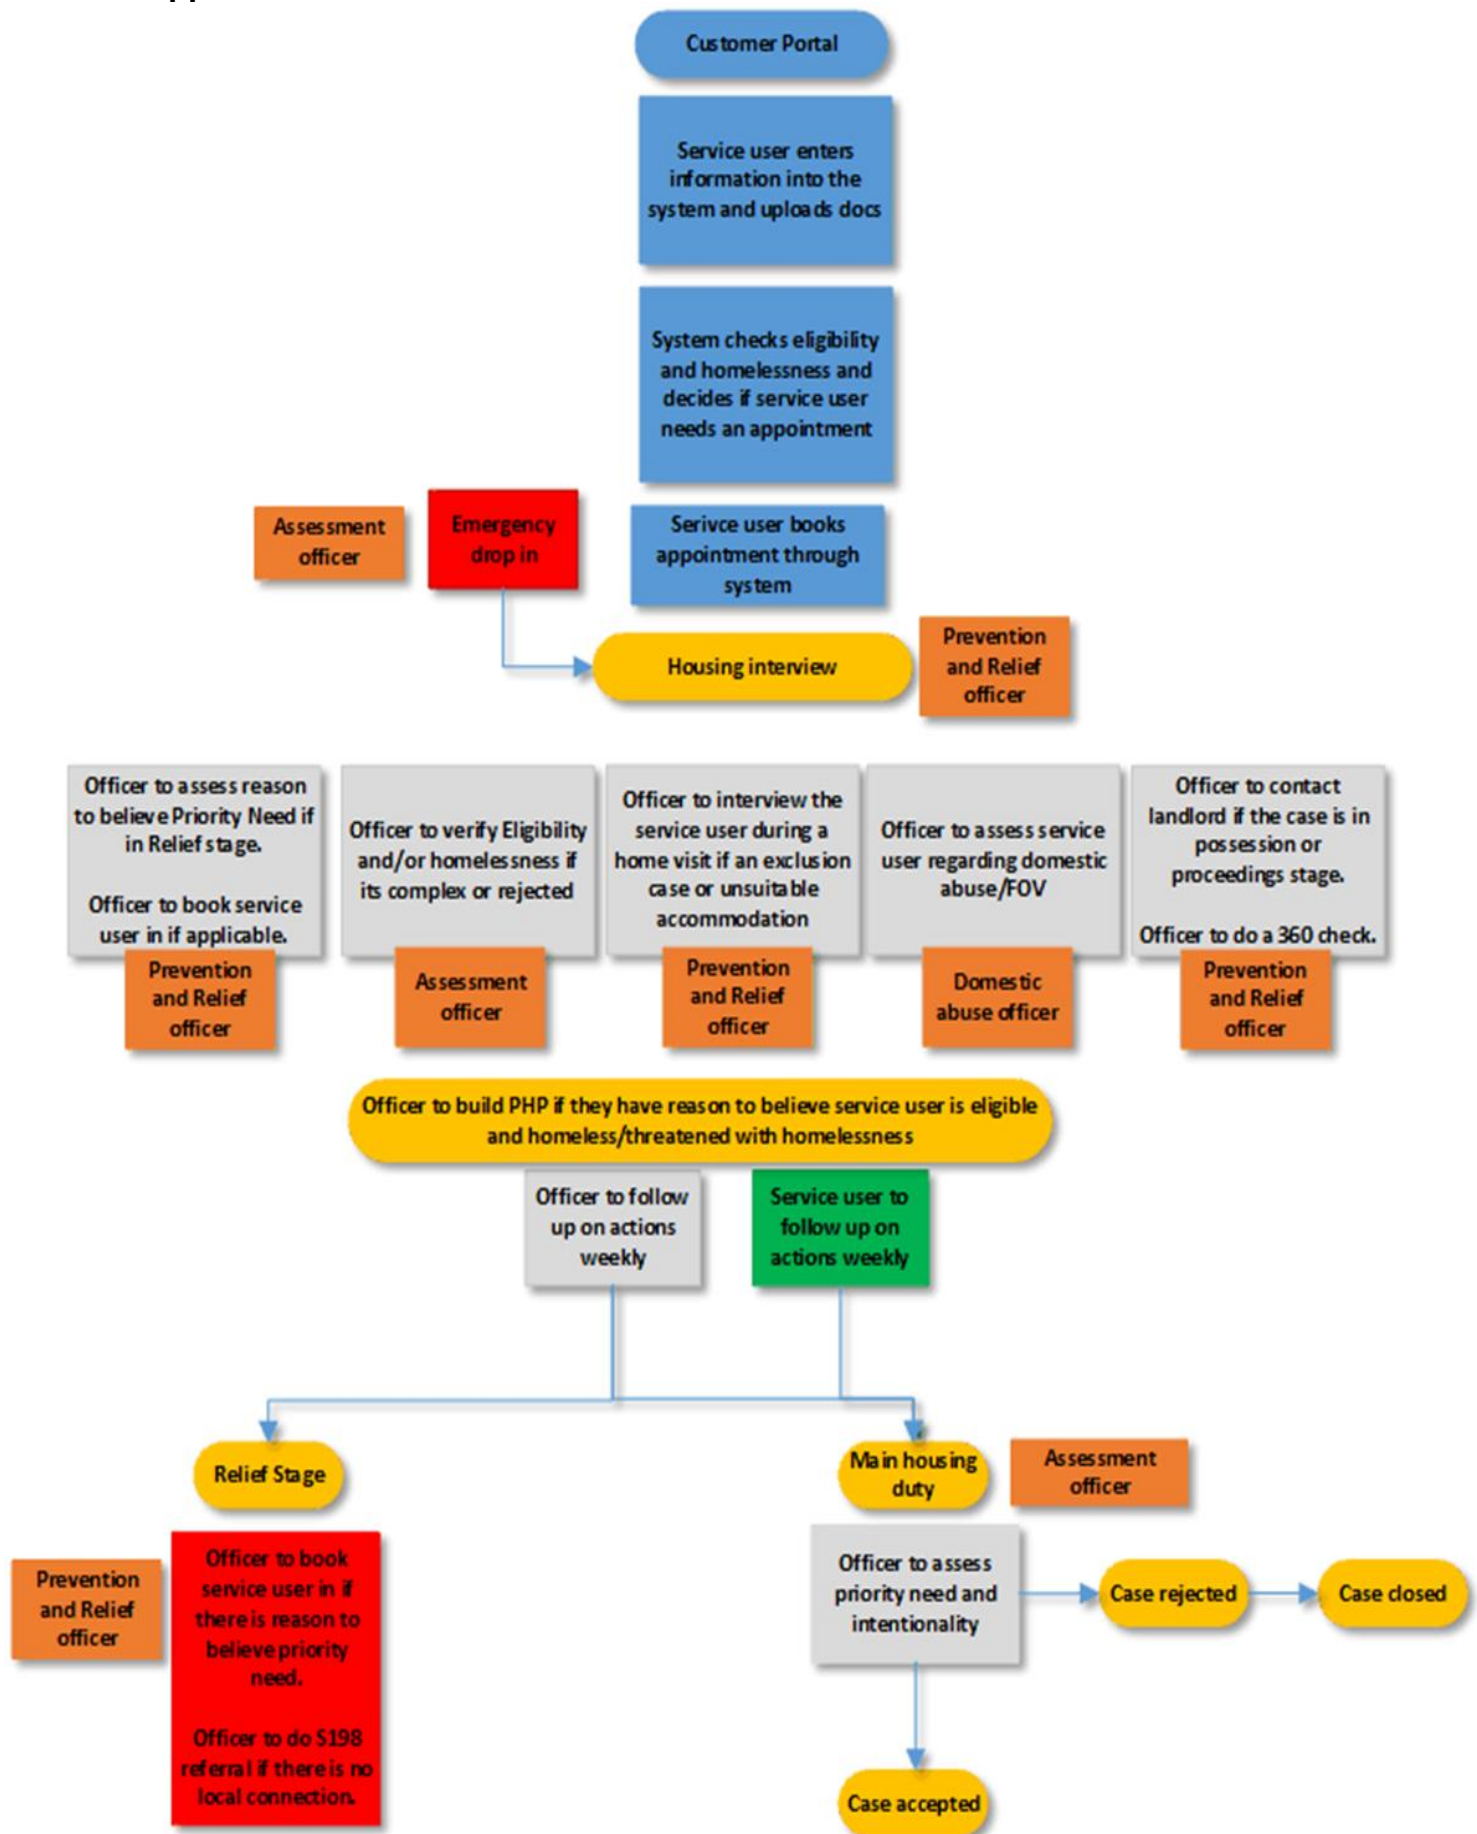 Customer Portal
Service user enters
information into the
system and uploads docs
System checks eligibility
and homelessness and
decides if service user
needs an appointment
Assessment
officer
Emergency
drop in
Serivce user books
appointment through
system
Housing interview
Prevention
and Relief
officer
Officer to assess reason
to believe Priority Need if
in Relief stage.
Officer to book service
user in if applicable.
Prevention
and Relief
officer
Officer to verify Eligibility
and/or homelessness if
its complex or rejected
Assessment
officer
Officer to interview the
service user during a
home visit if an exclusion
case or unsuitable
accommodation
Prevention
and Relief
officer
Officer to assess service
user regarding domestic
abuse/FOV
Domestic
abuse officer
Officer to contact
landlord if the case is in
possession or
proceedings stage.
Officer to do a 360 check.
Prevention
and Relief
officer
Officer to build PHP if they have reason to believe service user is eligible
and homeless/threatened with homelessness
Officer to follow
up on actions
weekly
Service user to
follow up on
actions weekly
Relief Stage
Prevention
and Relief
officer
Officer to book
service user in if
there is reason to
believe priority
need.
Officer to do S198
referral if there is no
local connection.
Main housing
duty
Assessment
officer
Officer to assess
priority need and
intentionality
Case rejected
Case closed
Case accepted